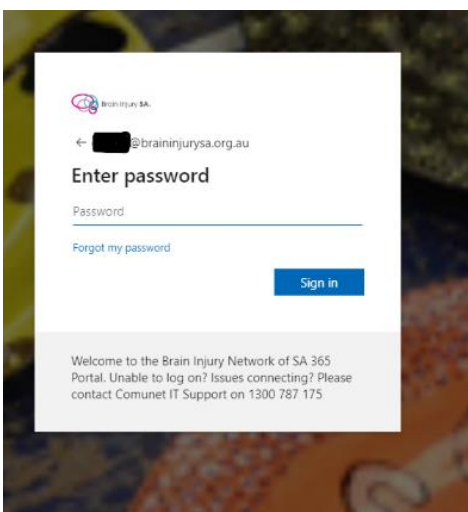 Brain Injury SA.
← @braininjurysa.org.au
Enter password
Password
Forgot my password
Sign in
Welcome to the Brain Injury Network of SA 365
Portal. Unable to log on? Issues connecting? Please
contact Comunet IT Support on 1300 787 175